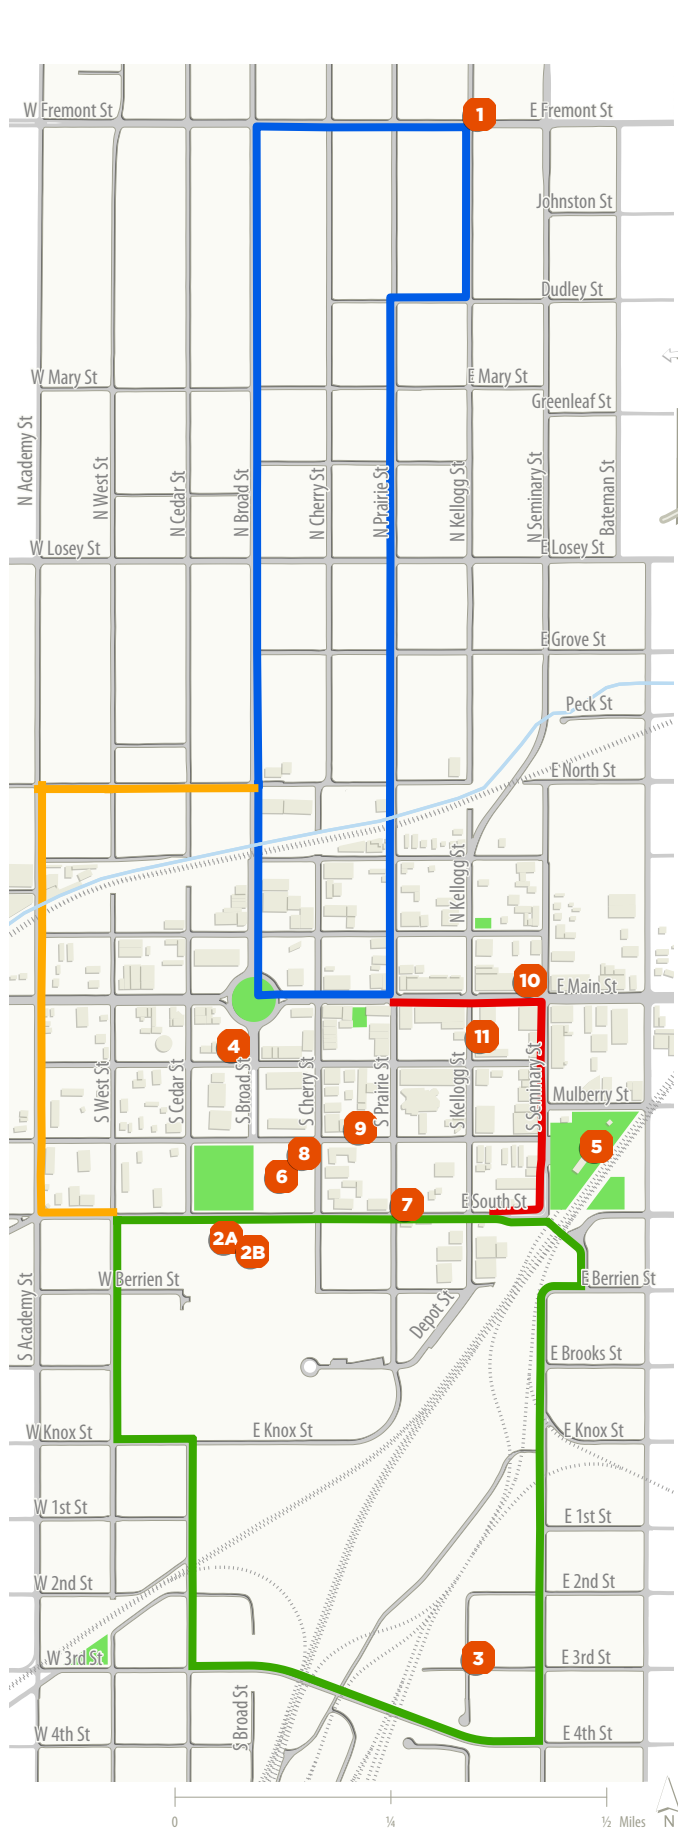 1
W Fremont St
E Fremont St
Johnston St
Dudley St
W Mary St
E Mary St
Greenleaf St
N Academy St
N West St
N Cedar St
N Broad St
N Cherry St
N Prairie St
N Kellogg St
N Seminary St
Bateman St
W Losey St
E Losey St
E Grove St
Peck St
E North St
N Kellogg St
10
E Main St
4
11
S West St
S Cedar St
S Broad St
S Cherry St
S Prairie St
S Kellogg St
S Seminary St
Mulberry St
9
8
5
6
7
E South St
2A
2B
W Berrien St
E Berrien St
S Academy St
Depot St
E Brooks St
W Knox St
E Knox St
E Knox St
W 1st St
E 1st St
W 2nd St
E 2nd St
W 3rd St
3
E 3rd St
S Broad St
W 4th St
E 4th St
0
¼
½ Miles
N